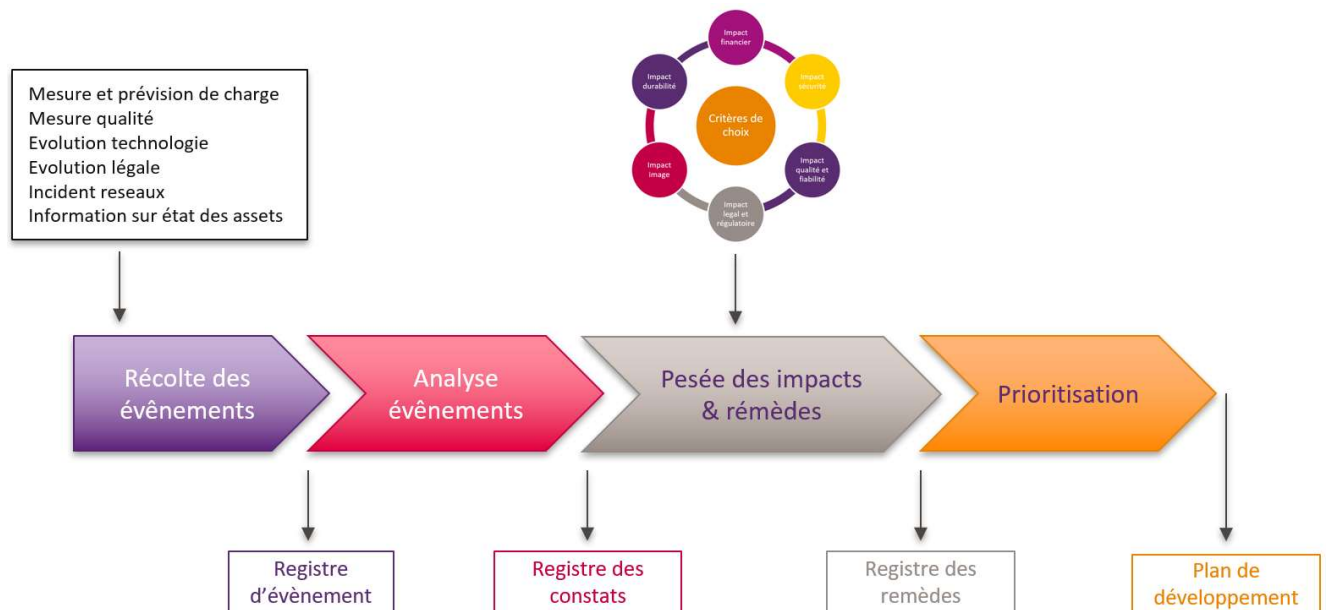 Mesure et prévision de charge
Mesure qualité
Evolution technologie
Evolution légale
Incident reseaux
Information sur état des assets
Impact
financier
Impact
durabilité
Impact
sécurité
Critères de
choix
Impact
image
Impact
qualité et
fiabilité
Impact
legal et
régulatoire
Récolte des
évênements
Analyse
évênements
Pesée des impacts
& rémèdes
Prioritisation
Registre
d’évènement
Registre des
constats
Registre des
remèdes
Plan de
développement